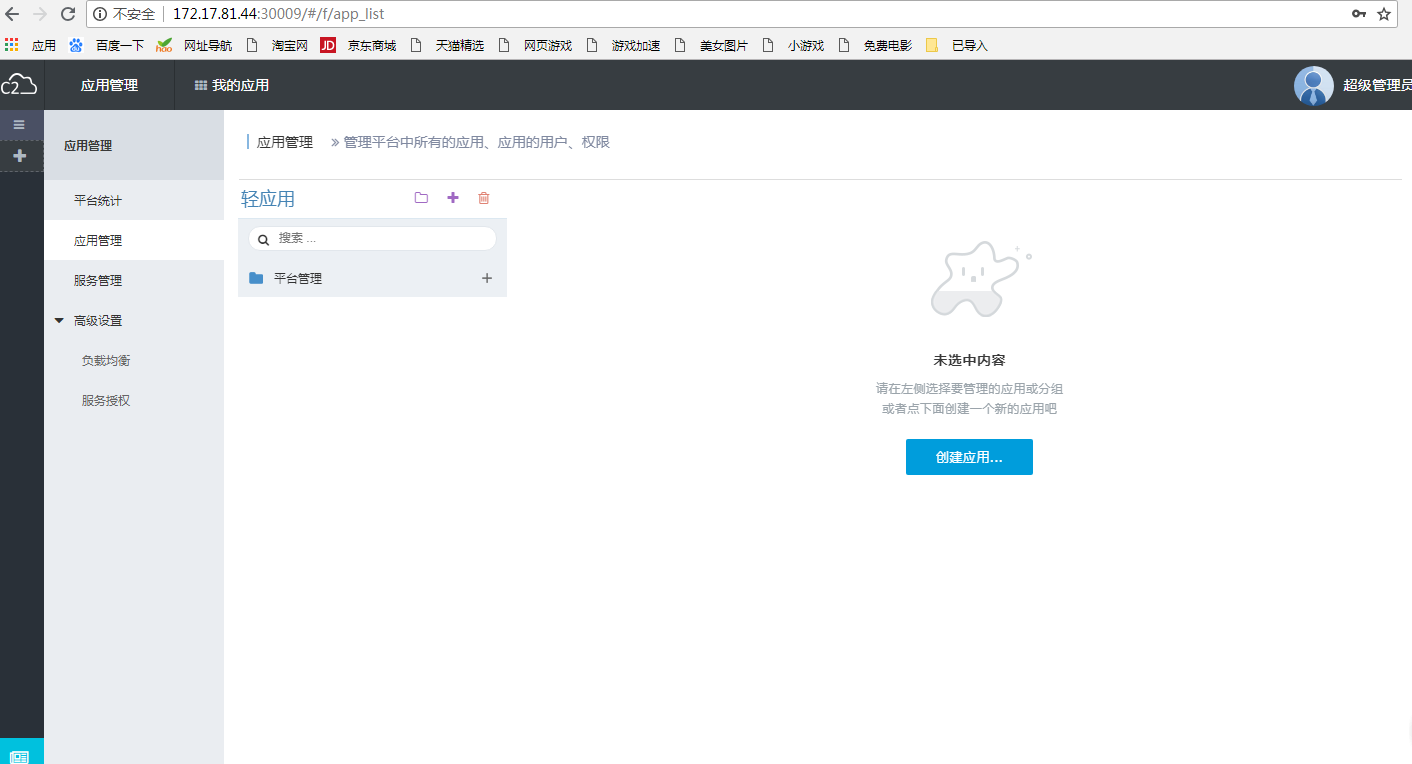 不安全 172.17.81.44:30009/#/f/app_list
应用 百度一下 hao 网址导航 淘宝网 JD 京东商城 天猫精选 网页游戏 游戏加速 美女图片 小游戏 免费电影 已导入
C2 应用管理 我的应用 超级管理员
应用管理
平台统计
应用管理
服务管理
高级设置
负载均衡
服务授权
应用管理 » 管理平台中所有的应用、应用的用户、权限
轻应用
搜索 ...
平台管理
未选中内容
请在左侧选择要管理的应用或分组
或者点下面创建一个新的应用吧
创建应用...